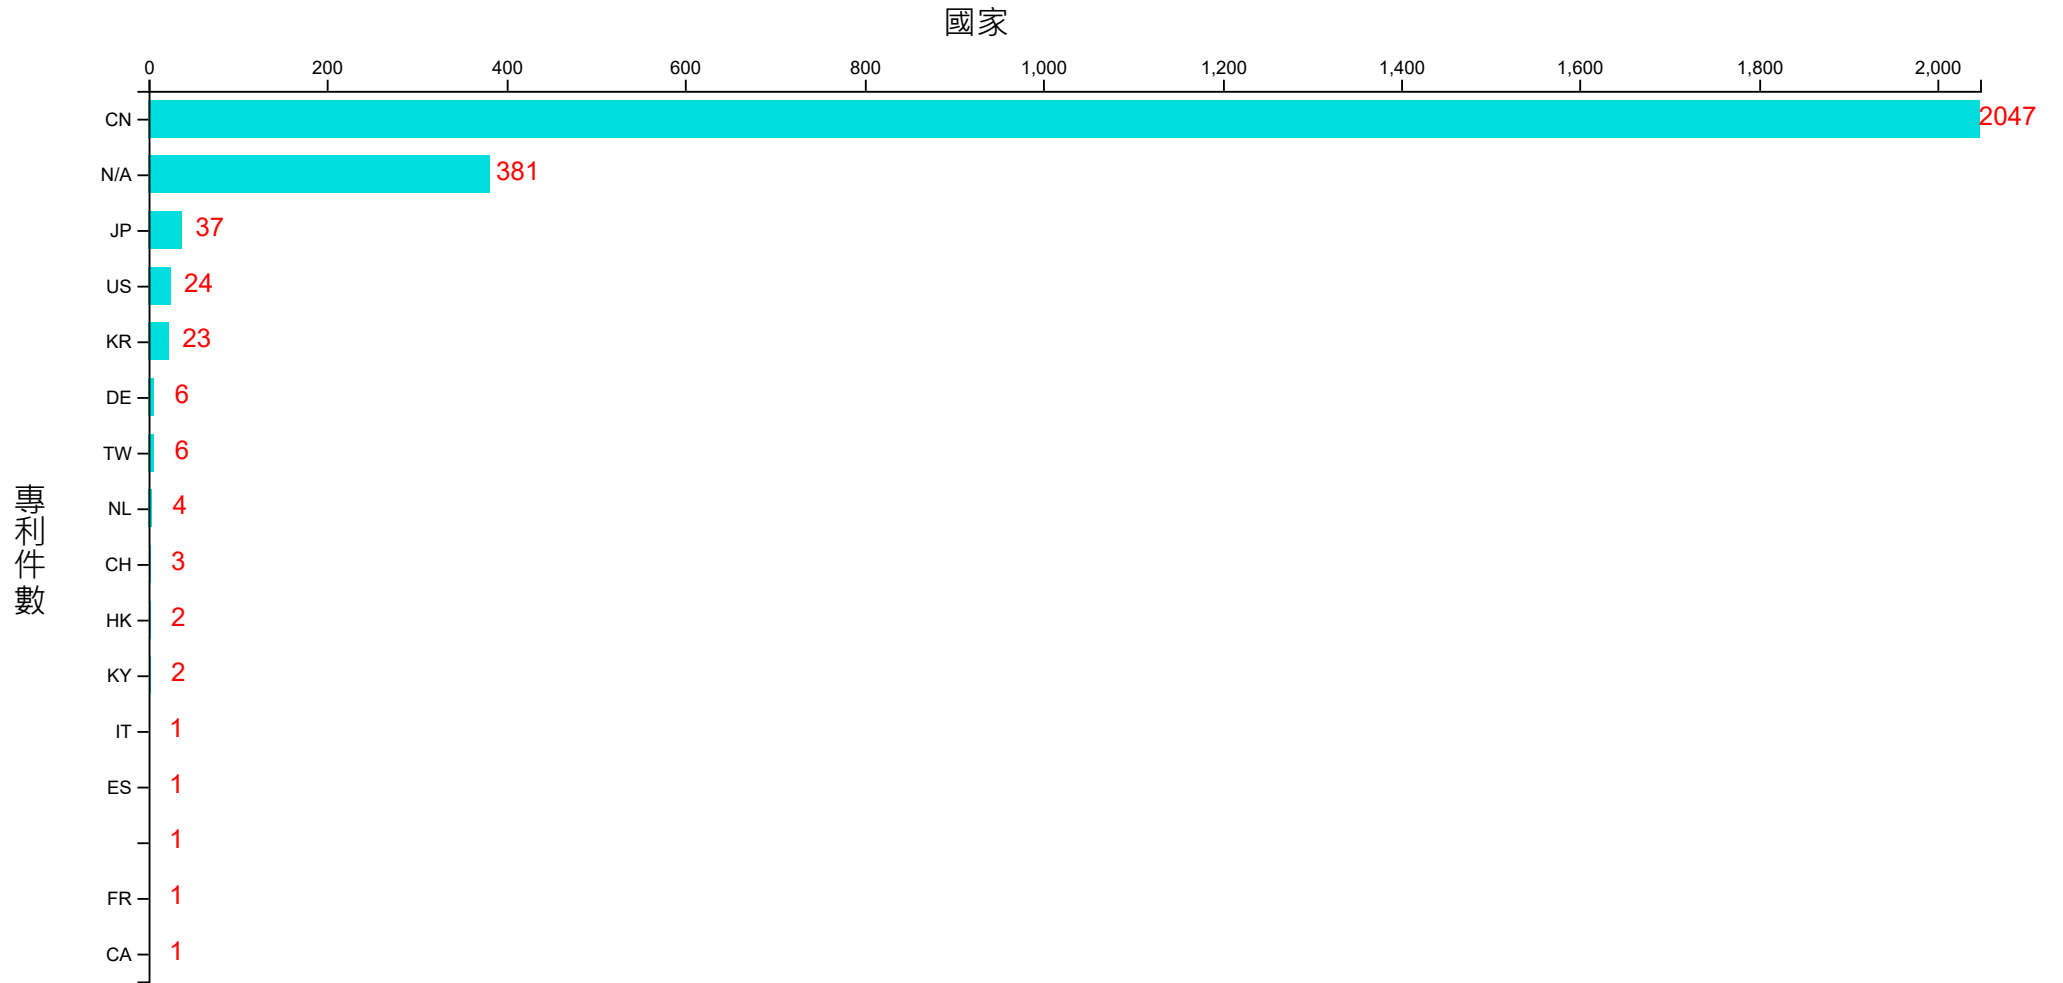 國家
0 200 400 600 800 1,000 1,200 1,400 1,600 1,800 2,000
CN 2047
N/A 381
JP 37
US 24
KR 23
DE 6
TW 6
NL 4
CH 3
HK 2
KY 2
IT 1
ES 1
1
FR 1
CA 1
專利件數